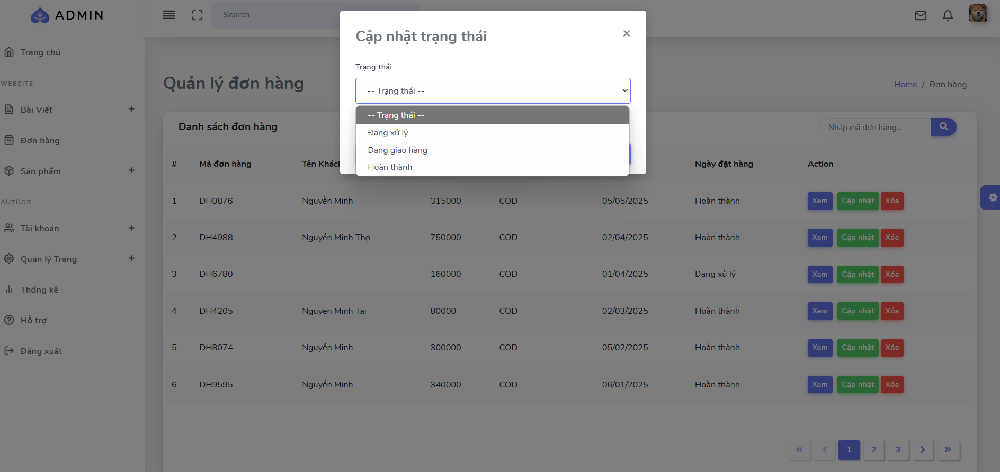 ADMIN
Search
Trang chủ
WEBSITE
Bài Viết
Đơn hàng
Sản phẩm
AUTHOR
Tài khoản
Quản lý Trang
Thống kê
Hỗ trợ
Đăng xuất
Cập nhật trạng thái
Trạng thái
-- Trạng thái --
-- Trạng thái --
Đang xử lý
Đang giao hàng
Hoàn thành
Quản lý đơn hàng
Home / Đơn hàng
Danh sách đơn hàng
Nhập mã đơn hàng...
# Mã đơn hàng Tên Khách Ngày đặt hàng Action
1 DH0876 Nguyễn Minh 315000 COD 05/05/2025 Hoàn thành Xem Cập nhật Xóa
2 DH4988 Nguyễn Minh Thọ 750000 COD 02/04/2025 Hoàn thành Xem Cập nhật Xóa
3 DH6780 160000 COD 01/04/2025 Đang xử lý Xem Cập nhật Xóa
4 DH4205 Nguyen Minh Tai 80000 COD 02/03/2025 Hoàn thành Xem Cập nhật Xóa
5 DH8074 Nguyễn Minh 300000 COD 05/02/2025 Hoàn thành Xem Cập nhật Xóa
6 DH9595 Nguyễn Minh 340000 COD 06/01/2025 Hoàn thành Xem Cập nhật Xóa
« ‹ 1 2 3 › »